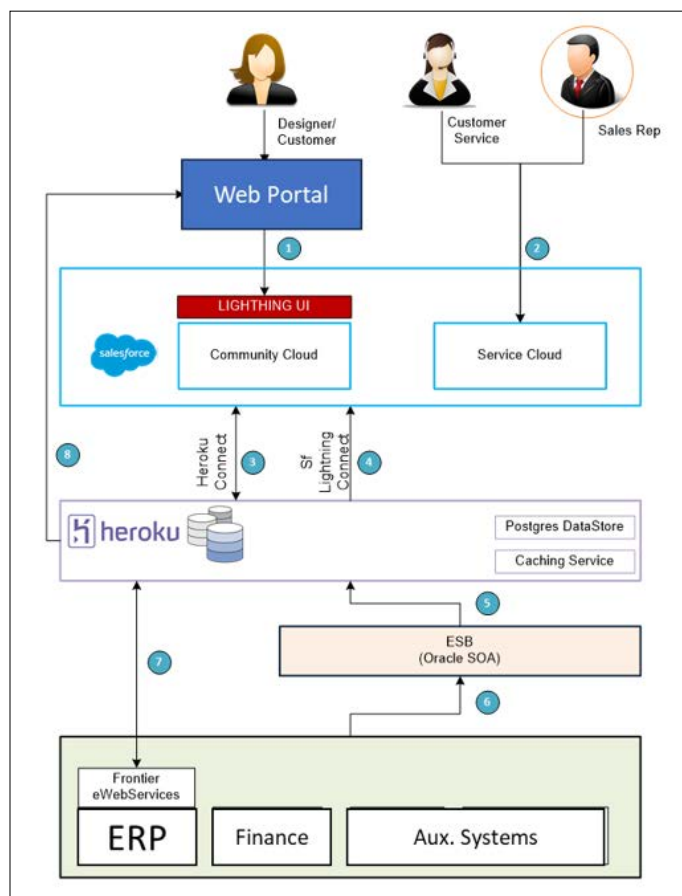 Designer/
Customer
Customer
Service
Sales Rep
Web Portal
1
2
LIGHTHING UI
salesforce
Community Cloud
Service Cloud
8
Heroku
Connect
3
Sf
Lightning
Connect
4
heroku
Postgres DataStore
Caching Service
5
ESB
(Oracle SOA)
7
6
Frontier
eWebServices
ERP
Finance
Aux. Systems